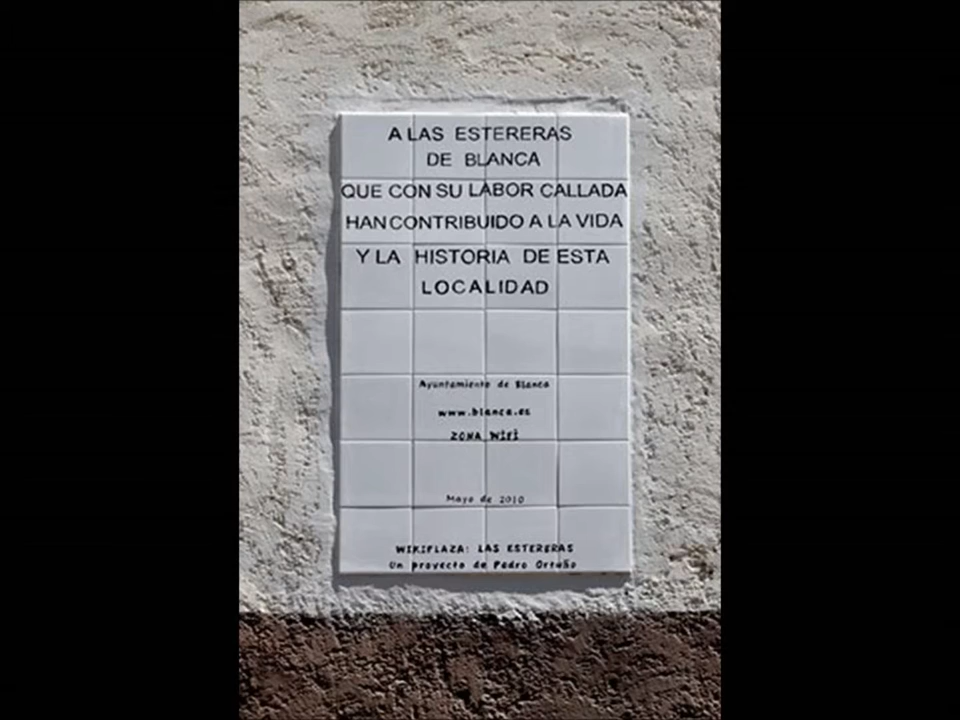 A LAS ESTERERAS
DE BLANCA
QUE CON SU LABOR CALLADA
HAN CONTRIBUIDO A LA VIDA
Y LA HISTORIA DE ESTA
LOCALIDAD
Ayuntamiento de Blanca
www.blanca.es
ZONA WIFI
Mayo de 2010
WIKIPLAZA: LAS ESTERERAS
Un proyecto de Pedro Ortuño